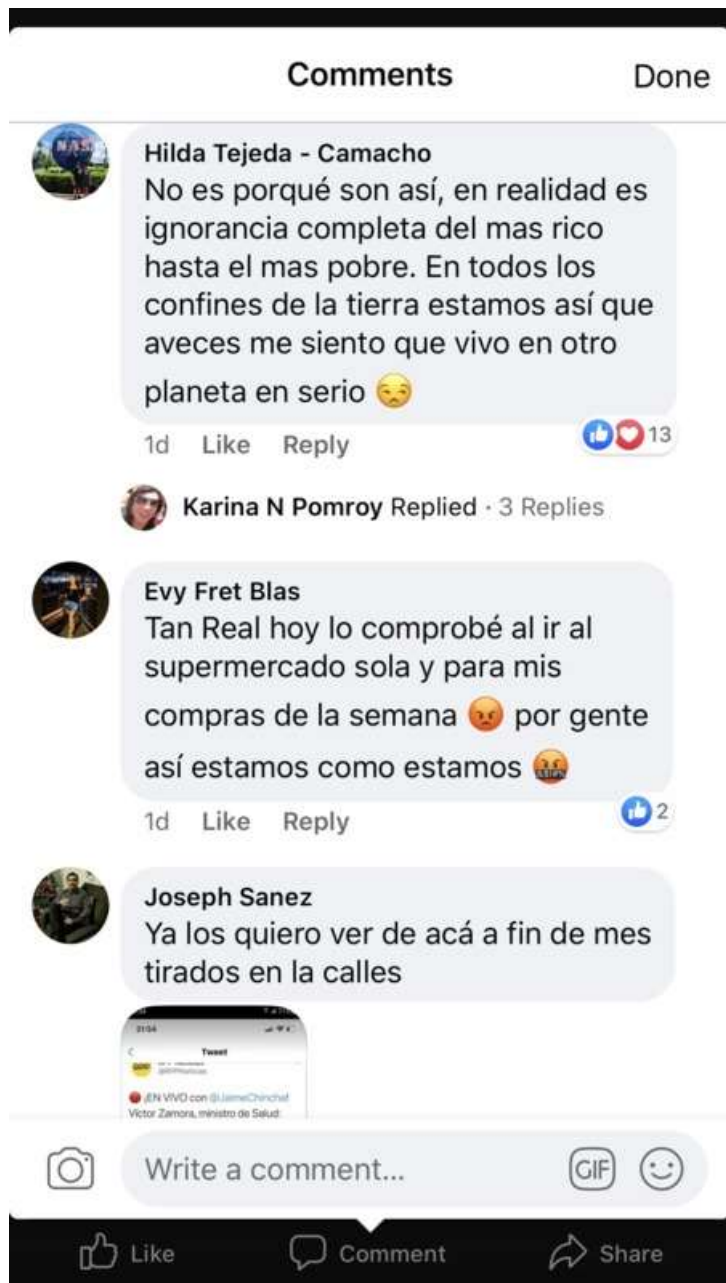 Comments
Done
Hilda Tejeda - Camacho
No es porqué son así, en realidad es
ignorancia completa del mas rico
hasta el mas pobre. En todos los
confines de la tierra estamos así que
aveces me siento que vivo en otro
planeta en serio 😒
1d Like Reply
13
Karina N Pomroy Replied · 3 Replies
Evy Fret Blas
Tan Real hoy lo comprobé al ir al
supermercado sola y para mis
compras de la semana 😡 por gente
así estamos como estamos 🤬
1d Like Reply
2
Joseph Sanez
Ya los quiero ver de acá a fin de mes
tirados en la calles
Tweet
¡EN VIVO con @JaimeChincha!
Víctor Zamora, ministro de Salud:
Write a comment...
GIF
Like
Comment
Share